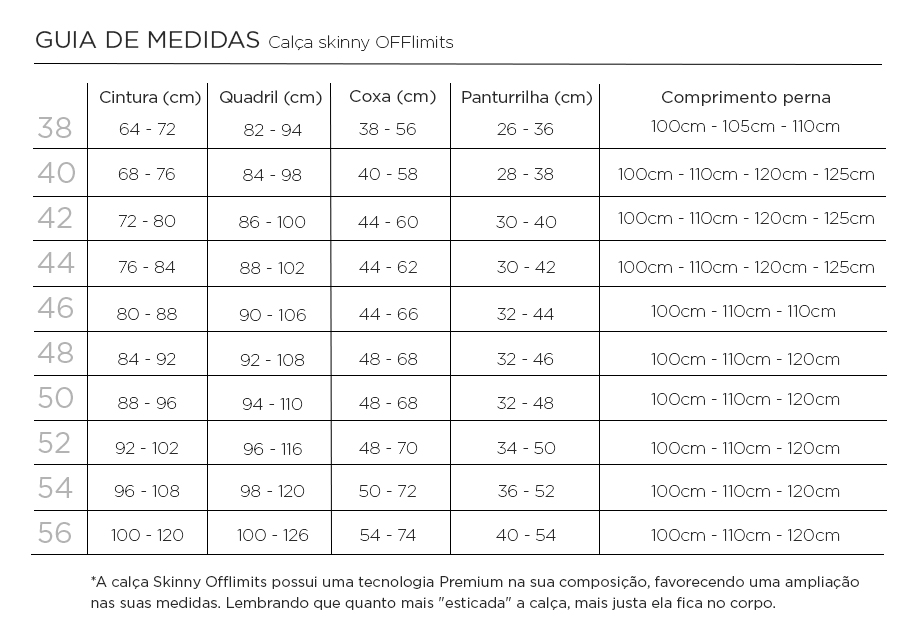 GUIA DE MEDIDAS Calça skinny OFFlimits
Cintura (cm) Quadril (cm) Coxa (cm) Panturrilha (cm) Comprimento perna
38 64 - 72 82 - 94 38 - 56 26 - 36 100cm - 105cm - 110cm
40 68 - 76 84 - 98 40 - 58 28 - 38 100cm - 110cm - 120cm - 125cm
42 72 - 80 86 - 100 44 - 60 30 - 40 100cm - 110cm - 120cm - 125cm
44 76 - 84 88 - 102 44 - 62 30 - 42 100cm - 110cm - 120cm - 125cm
46 80 - 88 90 - 106 44 - 66 32 - 44 100cm - 110cm - 110cm
48 84 - 92 92 - 108 48 - 68 32 - 46 100cm - 110cm - 120cm
50 88 - 96 94 - 110 48 - 68 32 - 48 100cm - 110cm - 120cm
52 92 - 102 96 - 116 48 - 70 34 - 50 100cm - 110cm - 120cm
54 96 - 108 98 - 120 50 - 72 36 - 52 100cm - 110cm - 120cm
56 100 - 120 100 - 126 54 - 74 40 - 54 100cm - 110cm - 120cm
*A calça Skinny Offlimits possui uma tecnologia Premium na sua composição, favorecendo uma ampliação
nas suas medidas. Lembrando que quanto mais "esticada" a calça, mais justa ela fica no corpo.